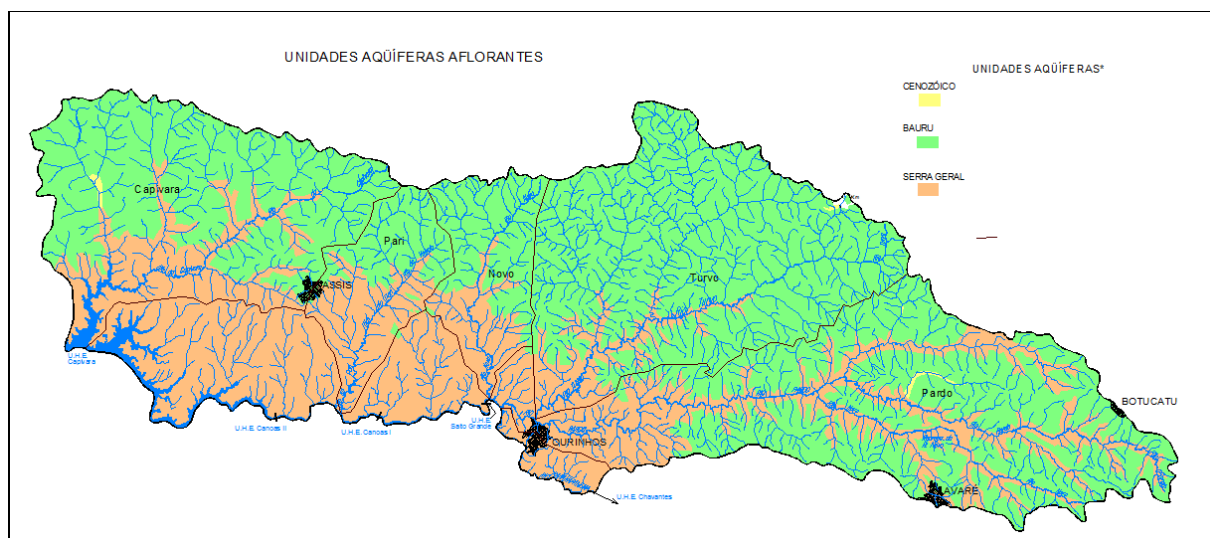 UNIDADES AQÜÍFERAS AFLORANTES
UNIDADES AQÜÍFERAS*
CENOZÓICO
BAURU
SERRA GERAL
Capivara
Pari
Novo
Turvo
Pardo
ASSIS
OURINHOS
AVARÉ
BOTUCATU
U.H.E.
Capivara
U.H.E. Canoas II
U.H.E. Canoas I
U.H.E.
Salto Grande
U.H.E. Chavantes